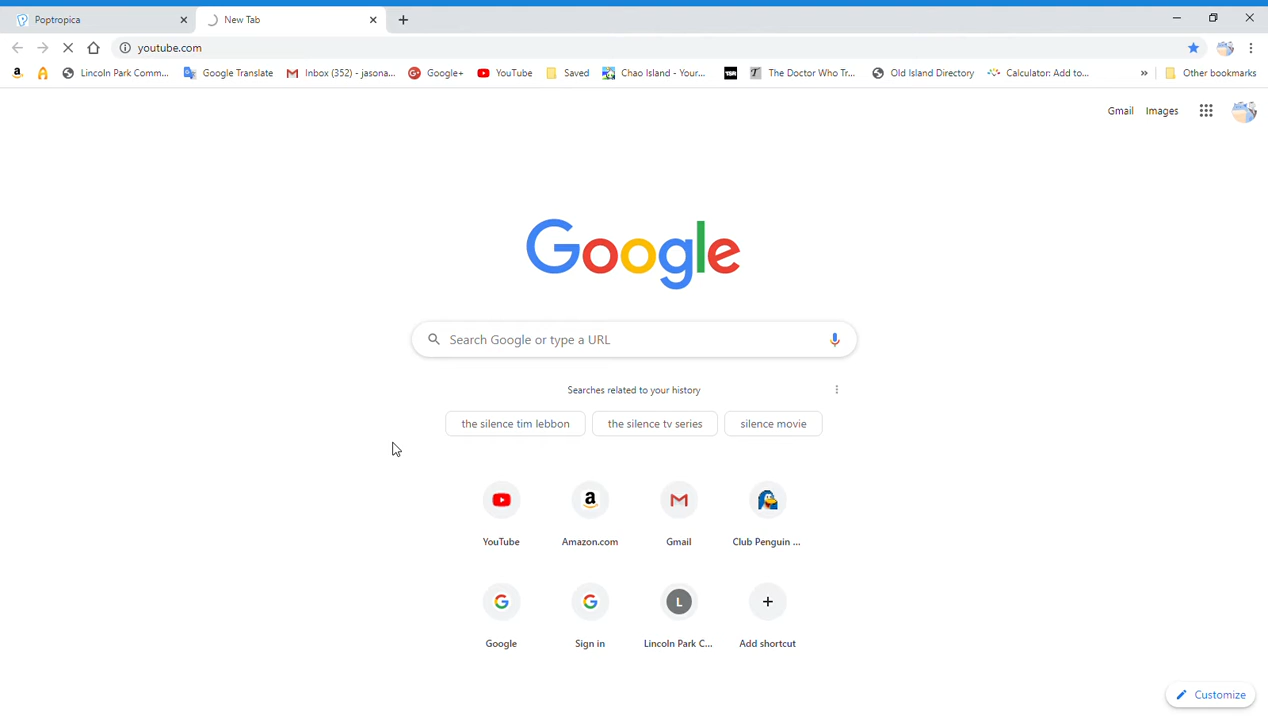 Poptropica New Tab
youtube.com
Lincoln Park Comm... Google Translate Inbox (352) - jasona... Google+ YouTube Saved Chao Island - Your... TSR The Doctor Who Tr... Old Island Directory Calculator: Add to... » Other bookmarks
Gmail Images
Google
Search Google or type a URL
Searches related to your history
the silence tim lebbon the silence tv series silence movie
YouTube Amazon.com Gmail Club Penguin ...
L
Google Sign in Lincoln Park C... Add shortcut
Customize